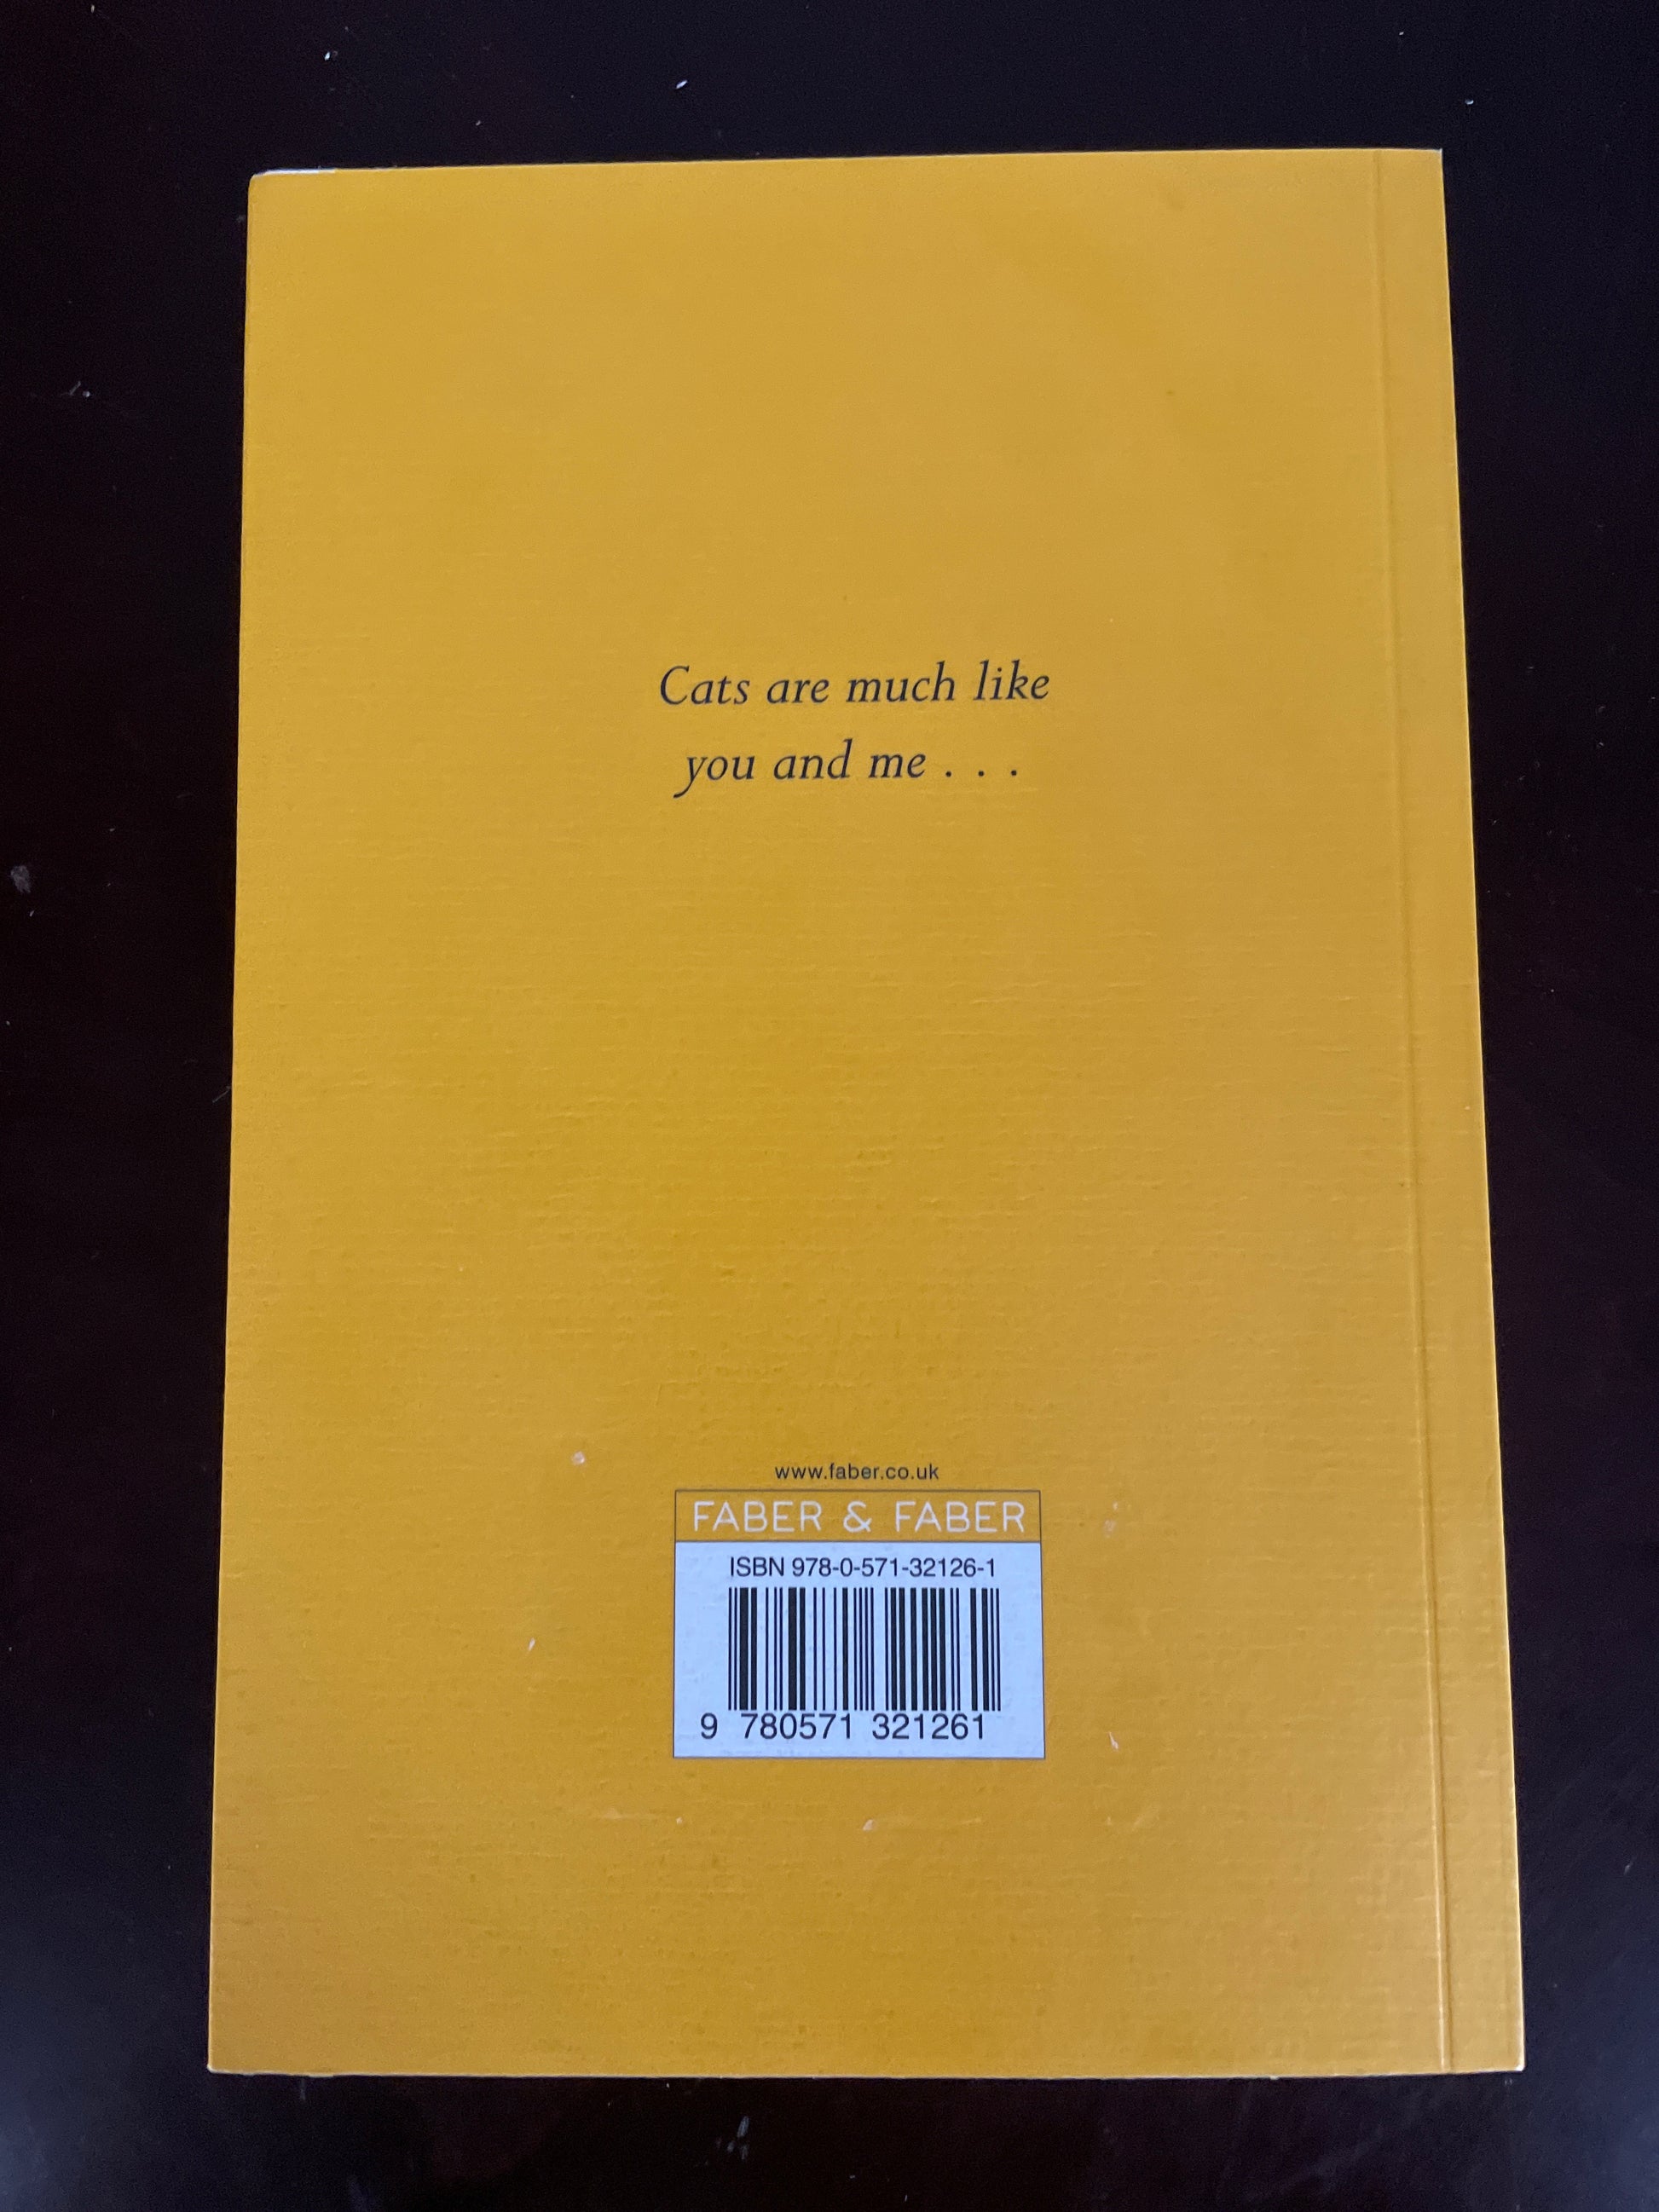 Cats are much like
you and me . . .
www.faber.co.uk
FABER & FABER
ISBN 978-0-571-32126-1
9 780571 321261